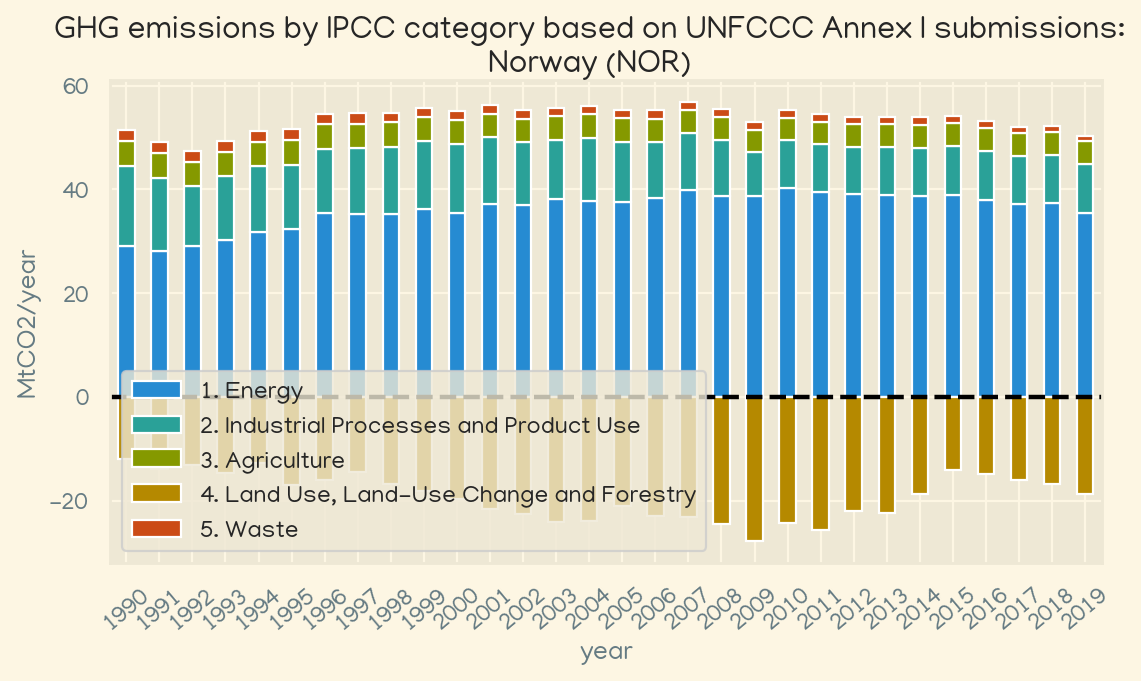 GHG emissions by IPCC category based on UNFCCC Annex I submissions:
Norway (NOR)
60
40
20
0
−20
MtCO2/year
1. Energy
2. Industrial Processes and Product Use
3. Agriculture
4. Land Use, Land-Use Change and Forestry
5. Waste
1990 1991 1992 1993 1994 1995 1996 1997 1998 1999 2000 2001 2002 2003 2004 2005 2006 2007 2008 2009 2010 2011 2012 2013 2014 2015 2016 2017 2018 2019
year